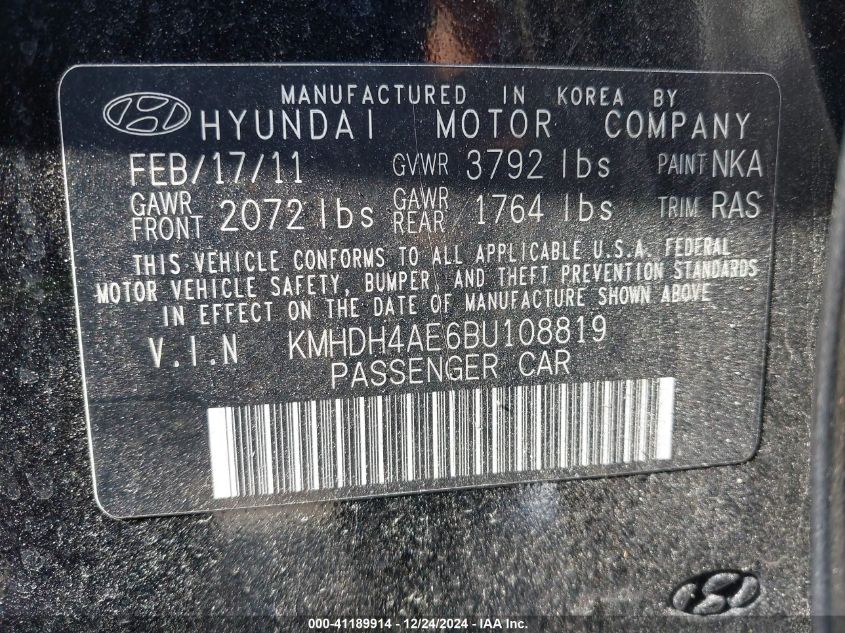 MANUFACTURED IN KOREA BY
HYUNDAI MOTOR COMPANY
FEB/17/11 GVWR 3792 lbs PAINT NKA
GAWR FRONT 2072 lbs GAWR REAR 1764 lbs TRIM RAS
THIS VEHICLE CONFORMS TO ALL APPLICABLE U.S.A. FEDERAL
MOTOR VEHICLE SAFETY, BUMPER, AND THEFT PREVENTION STANDARDS
IN EFFECT ON THE DATE OF MANUFACTURE SHOWN ABOVE
V.I.N KMHDH4AE6BU108819
PASSENGER CAR
000-41189914 - 12/24/2024 - IAA Inc.